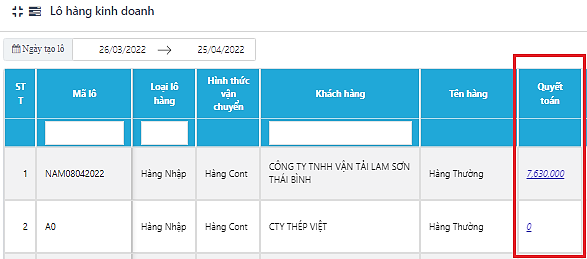 Lô hàng kinh doanh
Ngày tạo lô 26/03/2022 25/04/2022
ST
T
Mã lô
Loại lô
hàng
Hình thức
vận
chuyển
Khách hàng
Tên hàng
Quyết
toán
1 NAM08042022 Hàng Nhập Hàng Cont CÔNG TY TNHH VẬN TẢI LAM SƠN
THÁI BÌNH
Hàng Thường 7,630,000
2 A0 Hàng Nhập Hàng Cont CTY THÉP VIỆT Hàng Thường 0